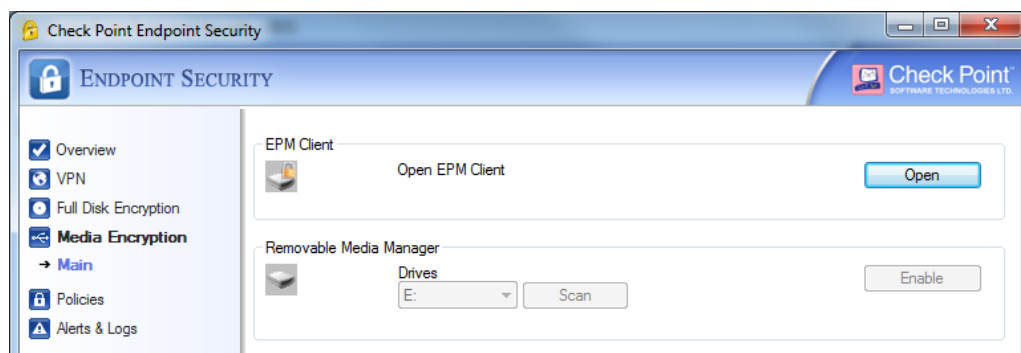 Check Point Endpoint Security
ENDPOINT SECURITY
Check Point™
SOFTWARE TECHNOLOGIES LTD.
Overview
VPN
Full Disk Encryption
Media Encryption
Main
Policies
Alerts & Logs
EPM Client
Open EPM Client
Open
Removable Media Manager
Drives
E:
Scan
Enable